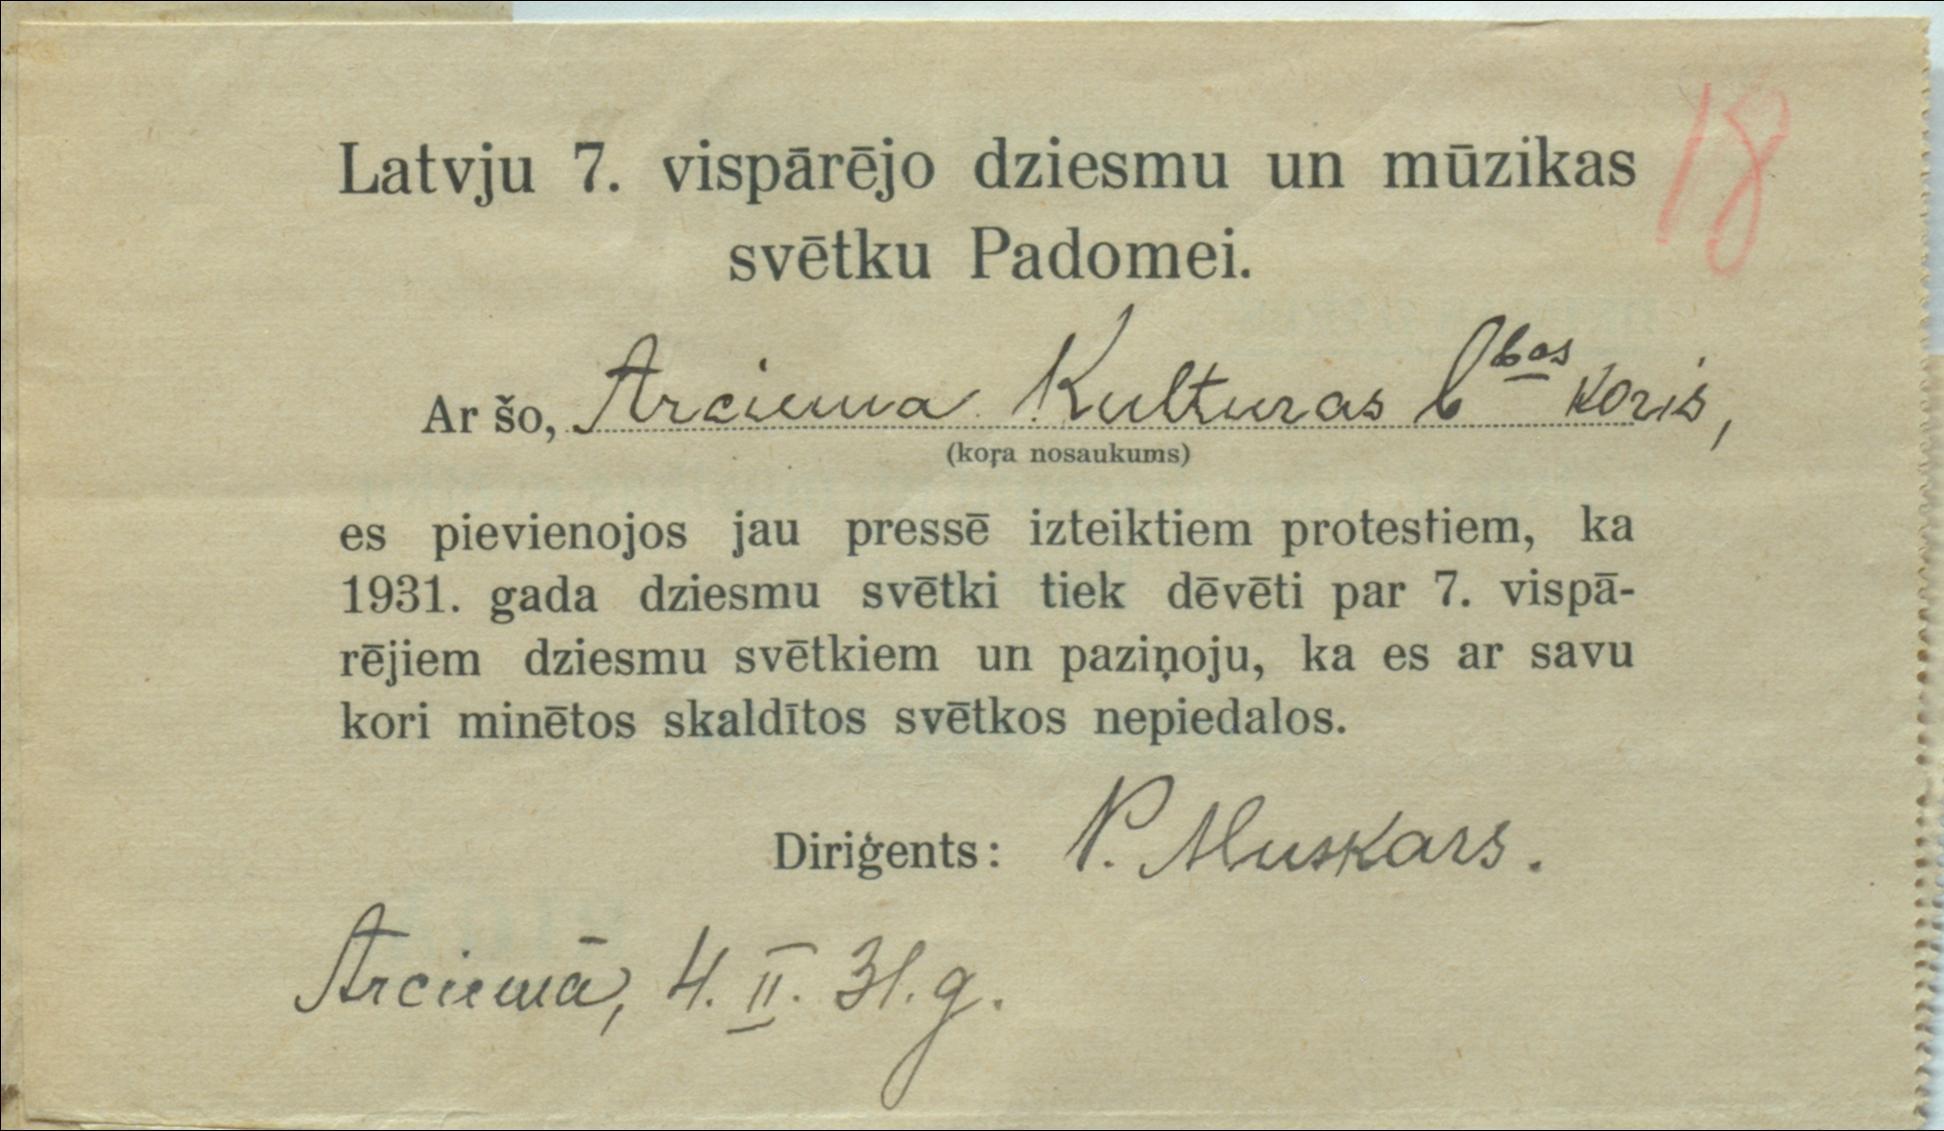 18
Latvju 7. vispārējo dziesmu un mūzikas
svētku Padomei.
Ar šo, Arciema Kulturas b-bas Koris,
(koŗa nosaukums)
es pievienojos jau pressē izteiktiem protestiem, ka
1931. gada dziesmu svētki tiek dēvēti par 7. vispā-
rējiem dziesmu svētkiem un paziņoju, ka es ar savu
kori minētos skaldītos svētkos nepiedalos.
Diriģents: P. Muskars.
Arciemā, 4. II. 31. g.